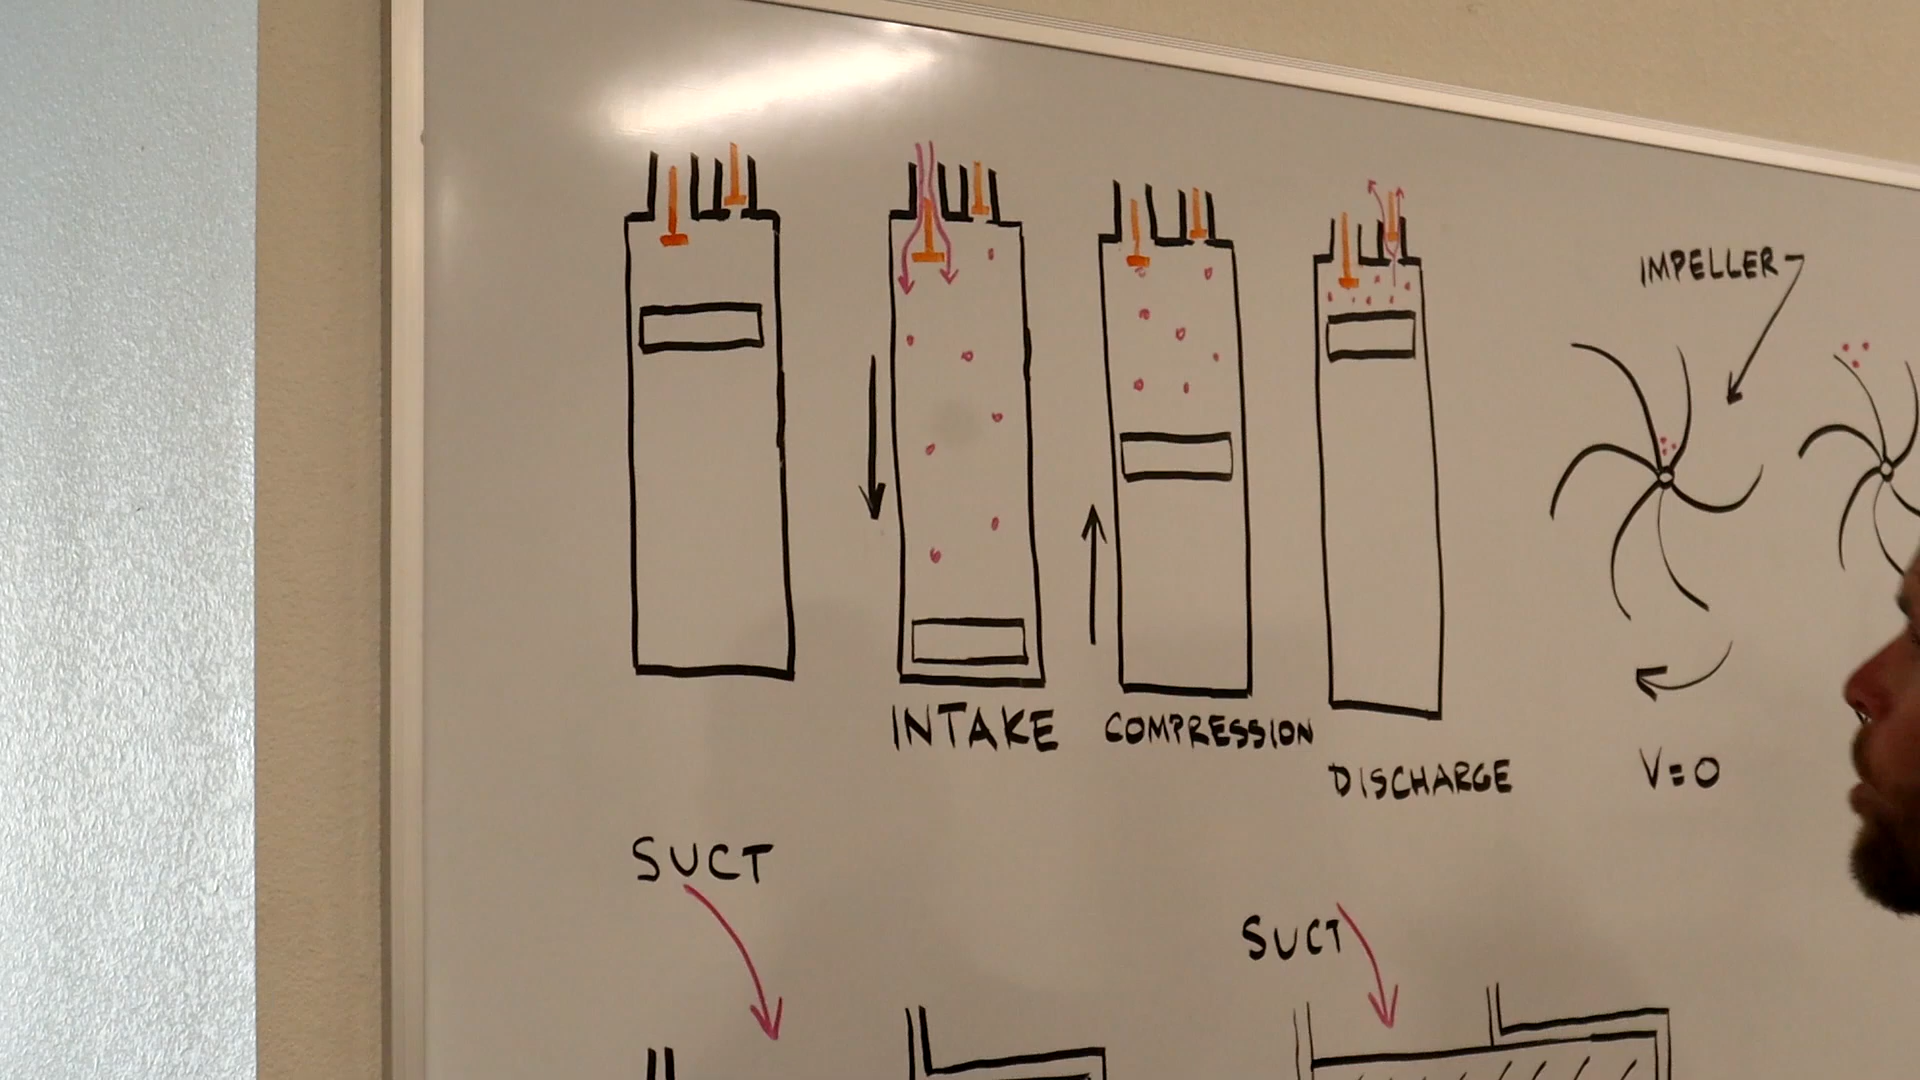 IMPELLER
INTAKE
COMPRESSION
DISCHARGE
V=0
SUCT
SUCT